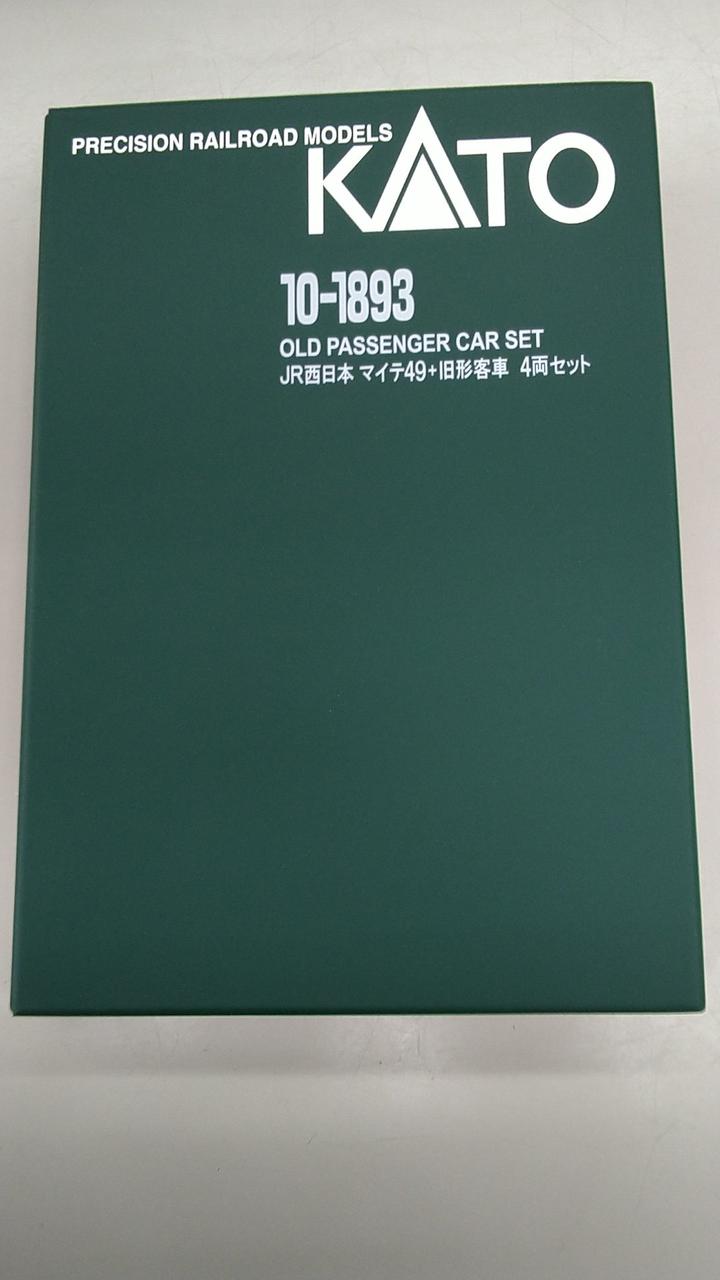 PRECISION RAILROAD MODELS
KATO
10-1893
OLD PASSENGER CAR SET
JR西日本 マイテ49+旧形客車 4両セット